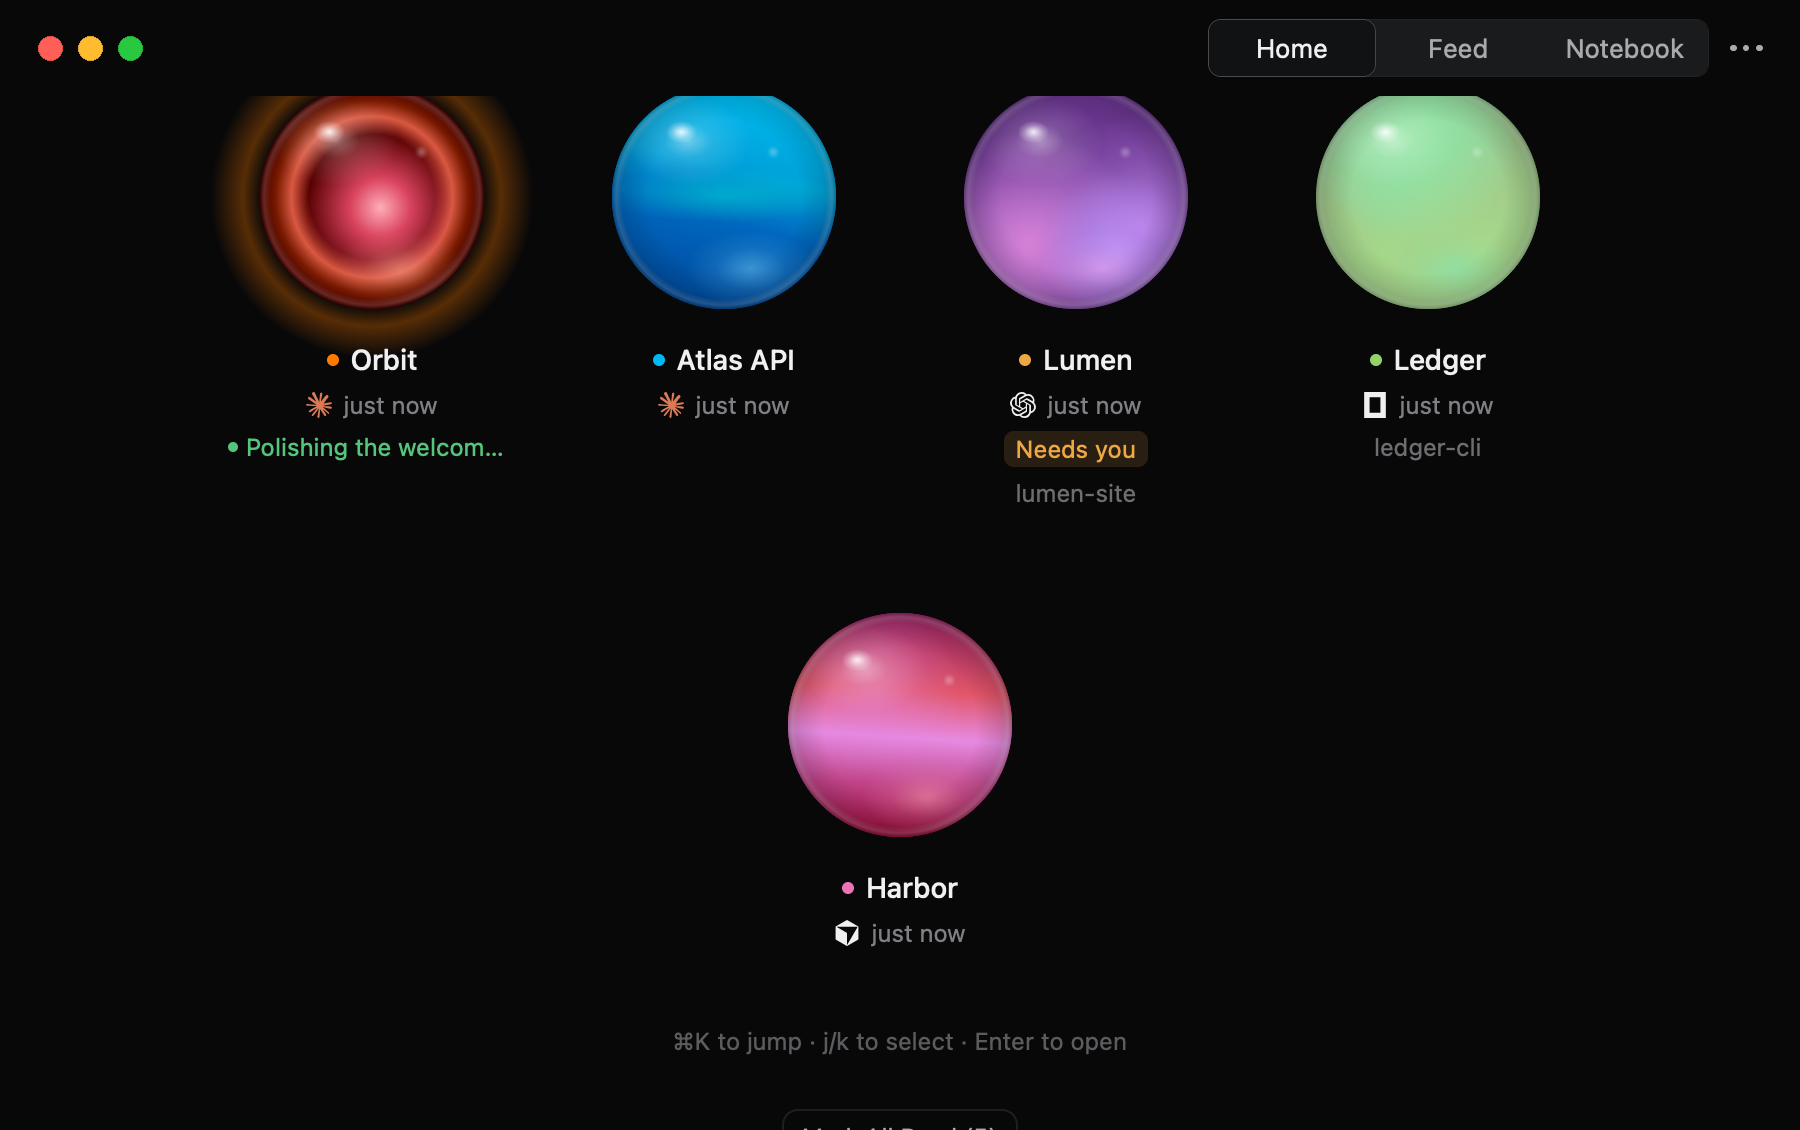 Home
Feed
Notebook
Orbit
just now
Polishing the welcom...
Atlas API
just now
Lumen
just now
Needs you
lumen-site
Ledger
just now
ledger-cli
Harbor
just now
⌘K to jump · j/k to select · Enter to open